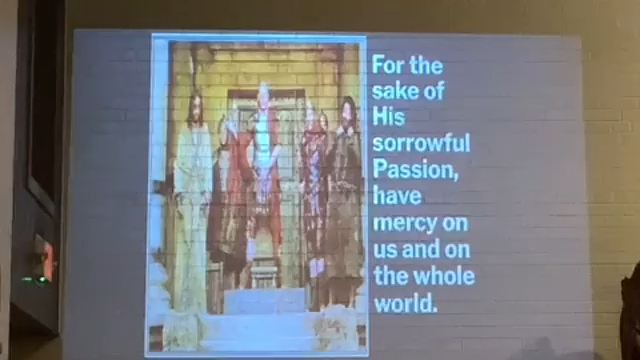 For the
sake of
His
sorrowful
Passion,
have
mercy on
us and on
the whole
world.